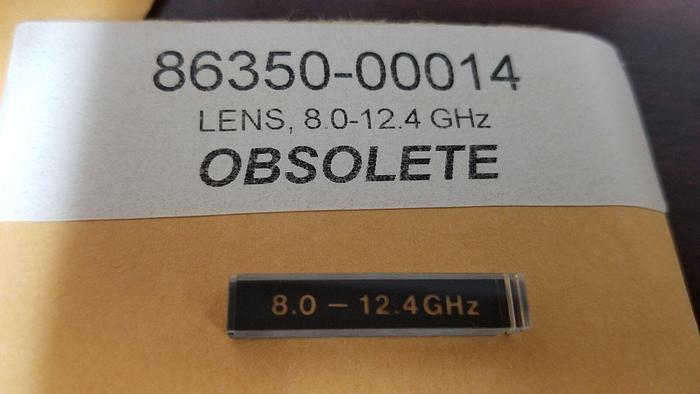 86350-00014
LENS, 8.0-12.4 GHz
OBSOLETE
8.0 — 12.4GHz